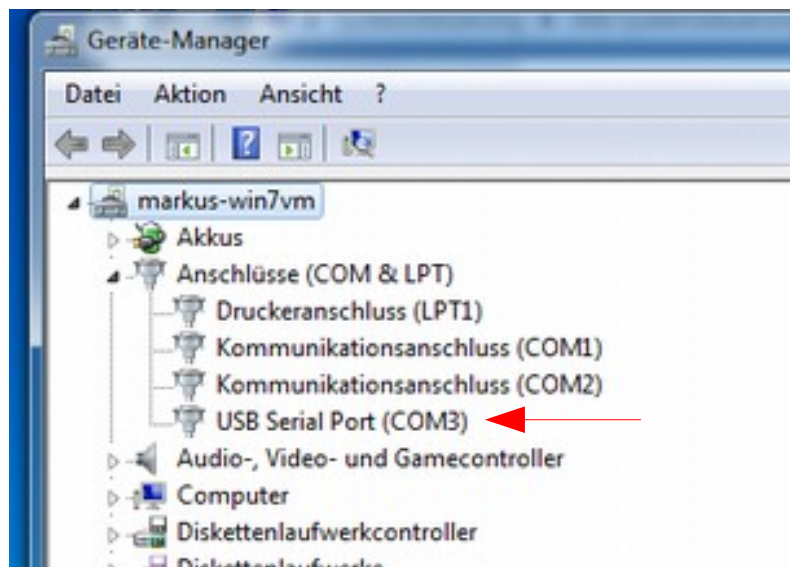 Geräte-Manager
Datei Aktion Ansicht ?
markus-win7vm
Akkus
Anschlüsse (COM & LPT)
Druckeranschluss (LPT1)
Kommunikationsanschluss (COM1)
Kommunikationsanschluss (COM2)
USB Serial Port (COM3)
Audio-, Video- und Gamecontroller
Computer
Diskettenlaufwerkcontroller
Diskettenlaufwerke